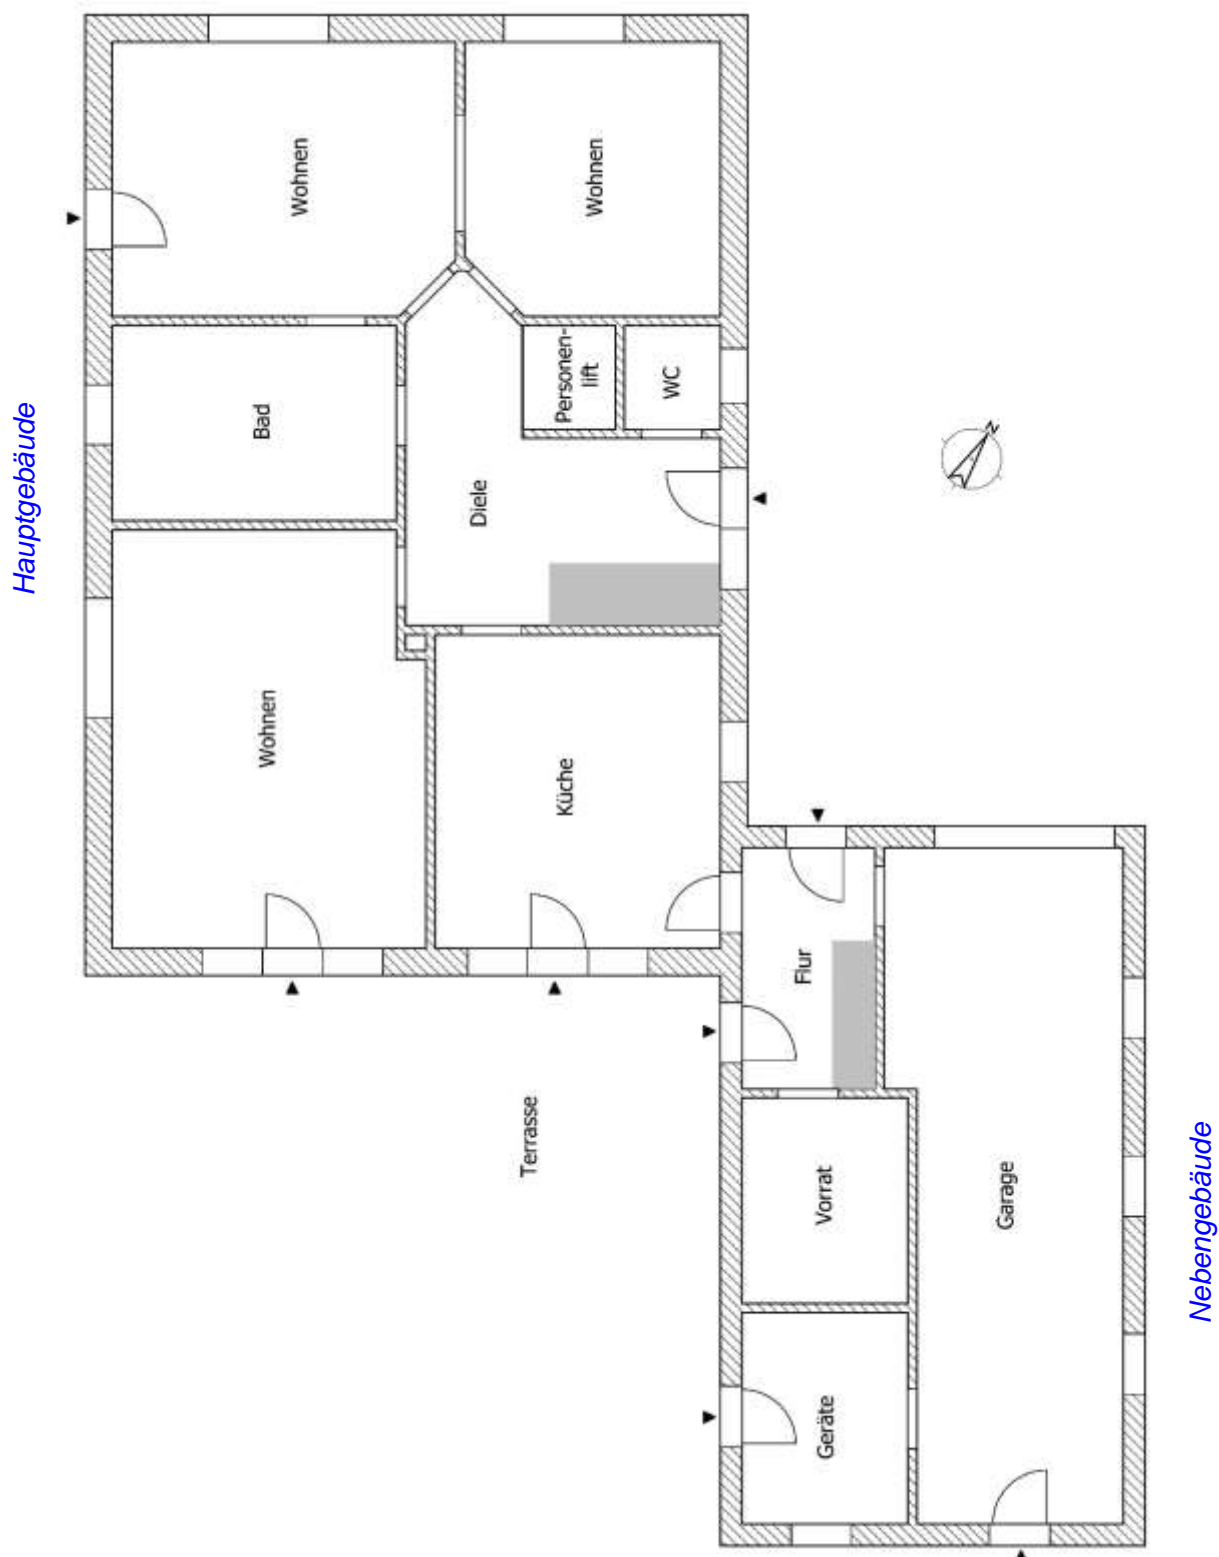 Hauptgebäude
Wohnen
Wohnen
Bad
Personen-
lift
WC
Diele
Wohnen
Küche
Flur
Terrasse
Vorrat
Garage
Geräte
Nebengebäude
N